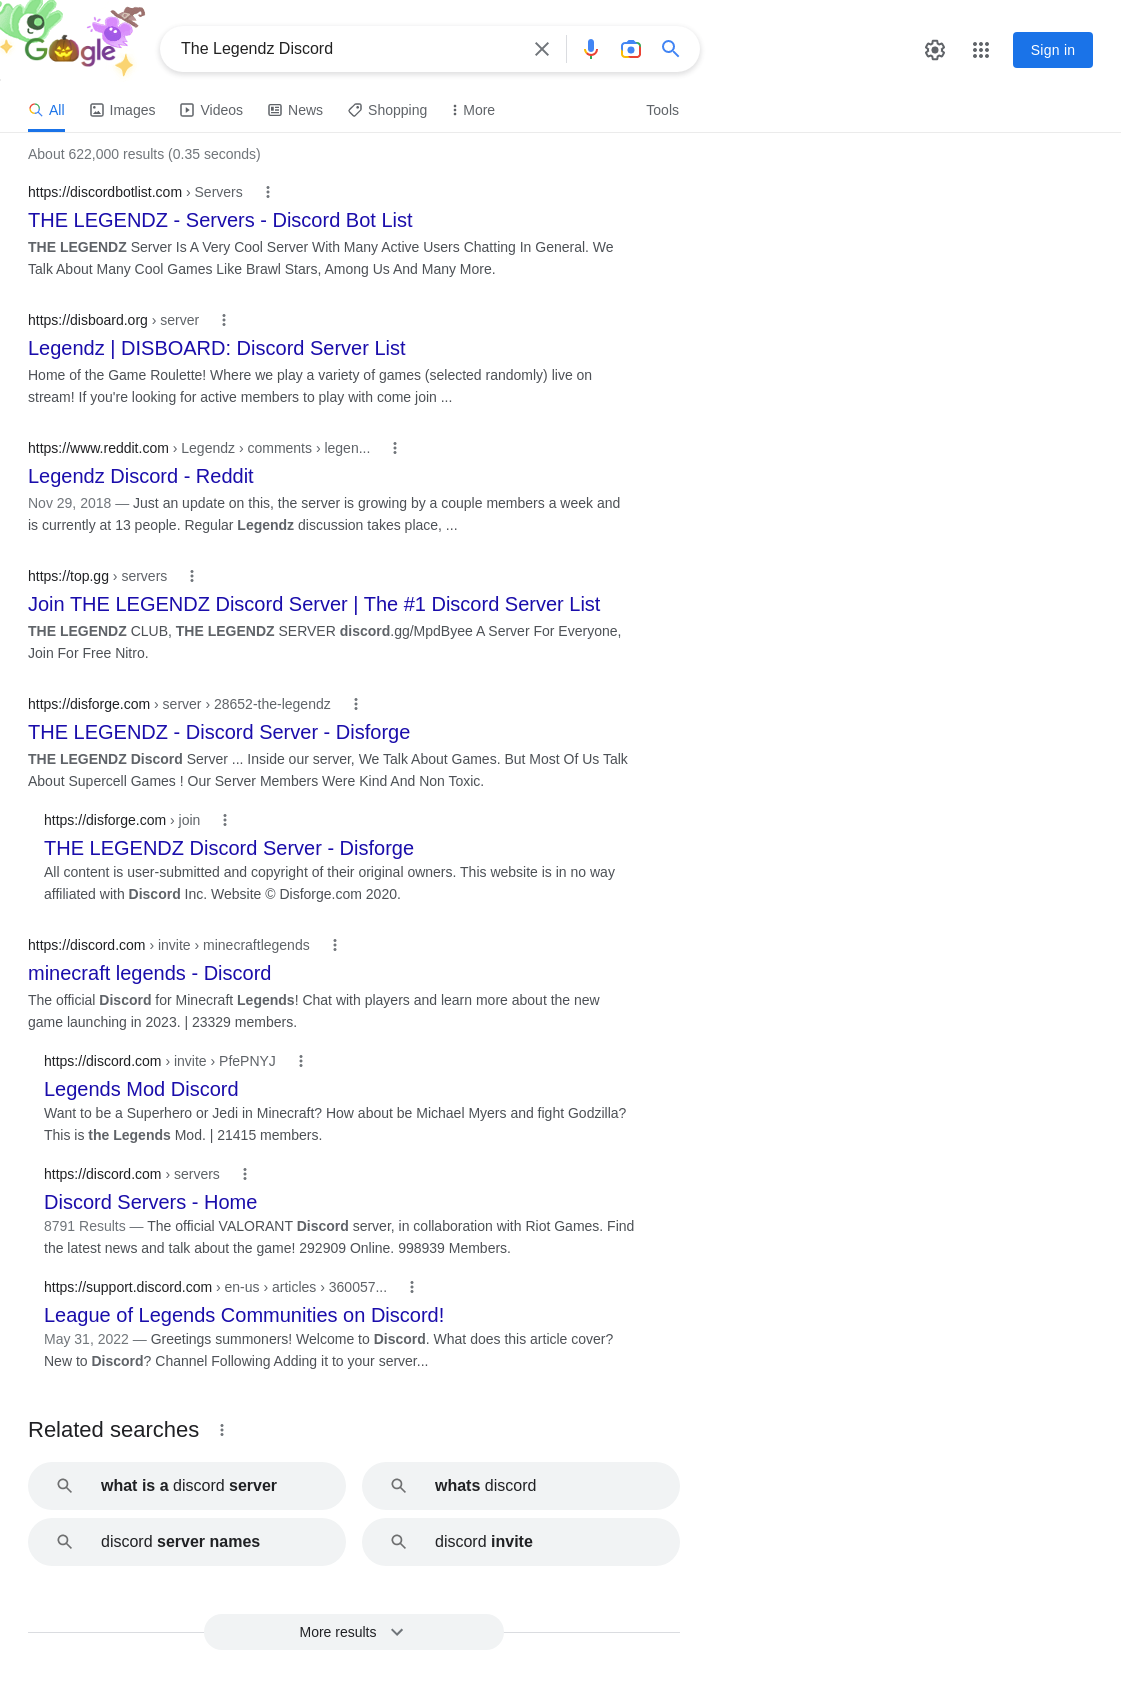 Google
The Legendz Discord
Sign in
All Images Videos News Shopping More Tools
About 622,000 results (0.35 seconds)
https://discordbotlist.com › Servers
THE LEGENDZ - Servers - Discord Bot List
THE LEGENDZ Server Is A Very Cool Server With Many Active Users Chatting In General. We
Talk About Many Cool Games Like Brawl Stars, Among Us And Many More.
https://disboard.org › server
Legendz | DISBOARD: Discord Server List
Home of the Game Roulette! Where we play a variety of games (selected randomly) live on
stream! If you're looking for active members to play with come join ...
https://www.reddit.com › Legendz › comments › legen...
Legendz Discord - Reddit
Nov 29, 2018 — Just an update on this, the server is growing by a couple members a week and
is currently at 13 people. Regular Legendz discussion takes place, ...
https://top.gg › servers
Join THE LEGENDZ Discord Server | The #1 Discord Server List
THE LEGENDZ CLUB, THE LEGENDZ SERVER discord.gg/MpdByee A Server For Everyone,
Join For Free Nitro.
https://disforge.com › server › 28652-the-legendz
THE LEGENDZ - Discord Server - Disforge
THE LEGENDZ Discord Server ... Inside our server, We Talk About Games. But Most Of Us Talk
About Supercell Games ! Our Server Members Were Kind And Non Toxic.
https://disforge.com › join
THE LEGENDZ Discord Server - Disforge
All content is user-submitted and copyright of their original owners. This website is in no way
affiliated with Discord Inc. Website © Disforge.com 2020.
https://discord.com › invite › minecraftlegends
minecraft legends - Discord
The official Discord for Minecraft Legends! Chat with players and learn more about the new
game launching in 2023. | 23329 members.
https://discord.com › invite › PfePNYJ
Legends Mod Discord
Want to be a Superhero or Jedi in Minecraft? How about be Michael Myers and fight Godzilla?
This is the Legends Mod. | 21415 members.
https://discord.com › servers
Discord Servers - Home
8791 Results — The official VALORANT Discord server, in collaboration with Riot Games. Find
the latest news and talk about the game! 292909 Online. 998939 Members.
https://support.discord.com › en-us › articles › 360057...
League of Legends Communities on Discord!
May 31, 2022 — Greetings summoners! Welcome to Discord. What does this article cover?
New to Discord? Channel Following Adding it to your server...
Related searches
what is a discord server
whats discord
discord server names
discord invite
More results